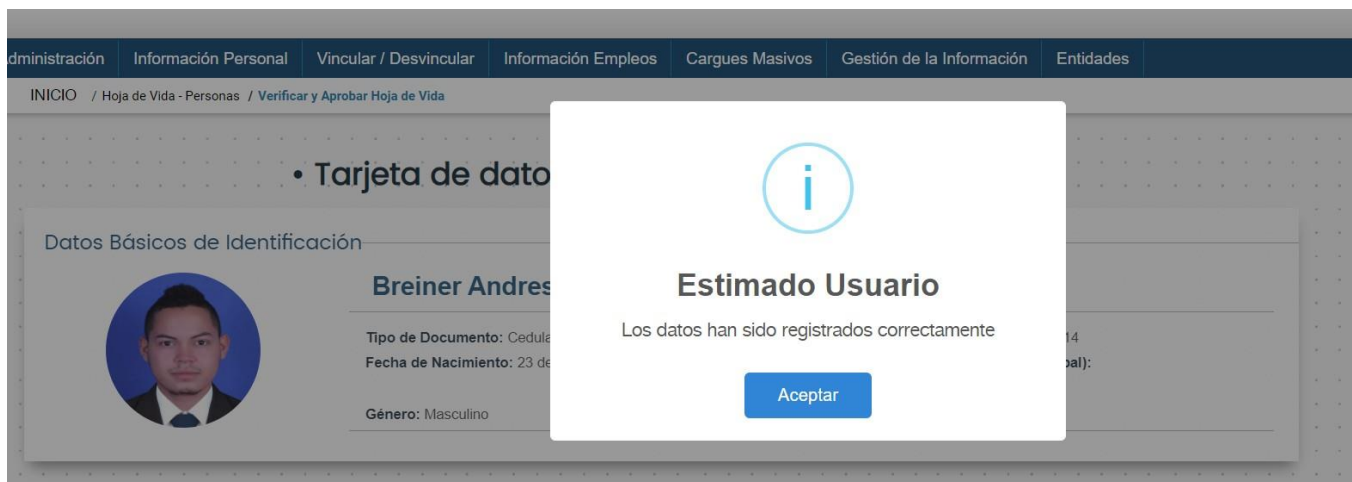 Información Personal Vincular / Desvincular Información Empleos Cargues Masivos Gestión de la Información Entidades
INICIO / Hoja de Vida - Personas / Verificar y Aprobar Hoja de Vida
• Tarjeta de dato
Datos Básicos de Identificación
Breiner Andres
Tipo de Documento: Cedula
14
Fecha de Nacimiento: 23 de
Género: Masculino
i
Estimado Usuario
Los datos han sido registrados correctamente
Aceptar